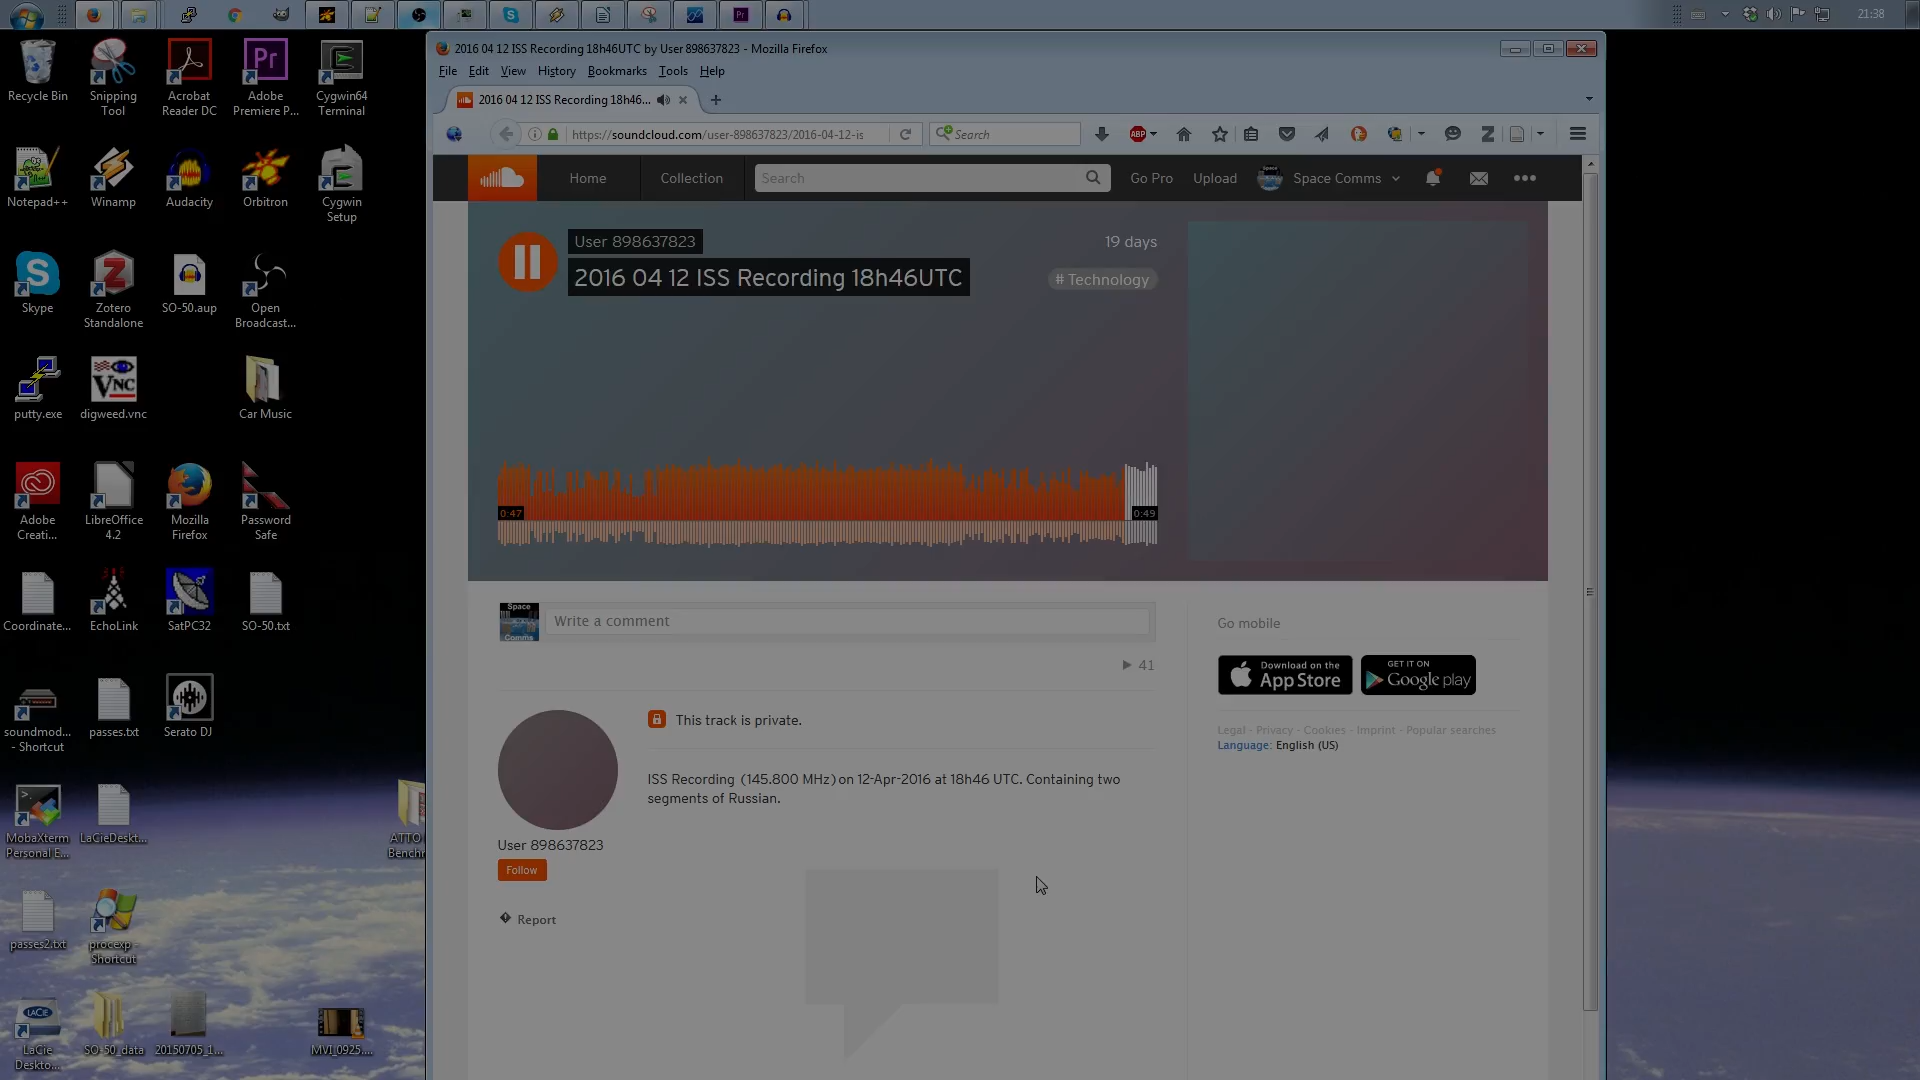 21:38
2016 04 12 ISS Recording 18h46UTC by User 898637823 - Mozilla Firefox
File Edit View History Bookmarks Tools Help
2016 04 12 ISS Recording 18h46...
https://soundcloud.com/user-898637823/2016-04-12-is
Search
Home
Collection
Search
Go Pro
Upload
Space Comms
User 898637823
19 days
2016 04 12 ISS Recording 18h46UTC
# Technology
0:47
0:49
Space
Comms
Write a comment
41
This track is private.
ISS Recording (145.800 MHz) on 12-Apr-2016 at 18h46 UTC. Containing two
segments of Russian.
User 898637823
Follow
Report
Go mobile
Download on the
App Store
GET IT ON
Google play
Legal - Privacy - Cookies - Imprint - Popular searches
Language: English (US)
Recycle Bin
Snipping
Tool
Acrobat
Reader DC
Adobe
Premiere P...
Cygwin64
Terminal
Notepad++
Winamp
Audacity
Orbitron
Cygwin
Setup
Skype
Zotero
Standalone
SO-50.aup
Open
Broadcast...
putty.exe
digweed.vnc
Car Music
Adobe
Creati...
LibreOffice
4.2
Mozilla
Firefox
Password
Safe
Coordinate...
EchoLink
SatPC32
SO-50.txt
soundmod...
- Shortcut
passes.txt
Serato DJ
MobaXterm
Personal E...
LaCieDeskt...
ATTO
Benchr
passes2.txt
procexp -
Shortcut
LaCie
Deskto...
SO-50_data
20150705_1...
MVI_0925....